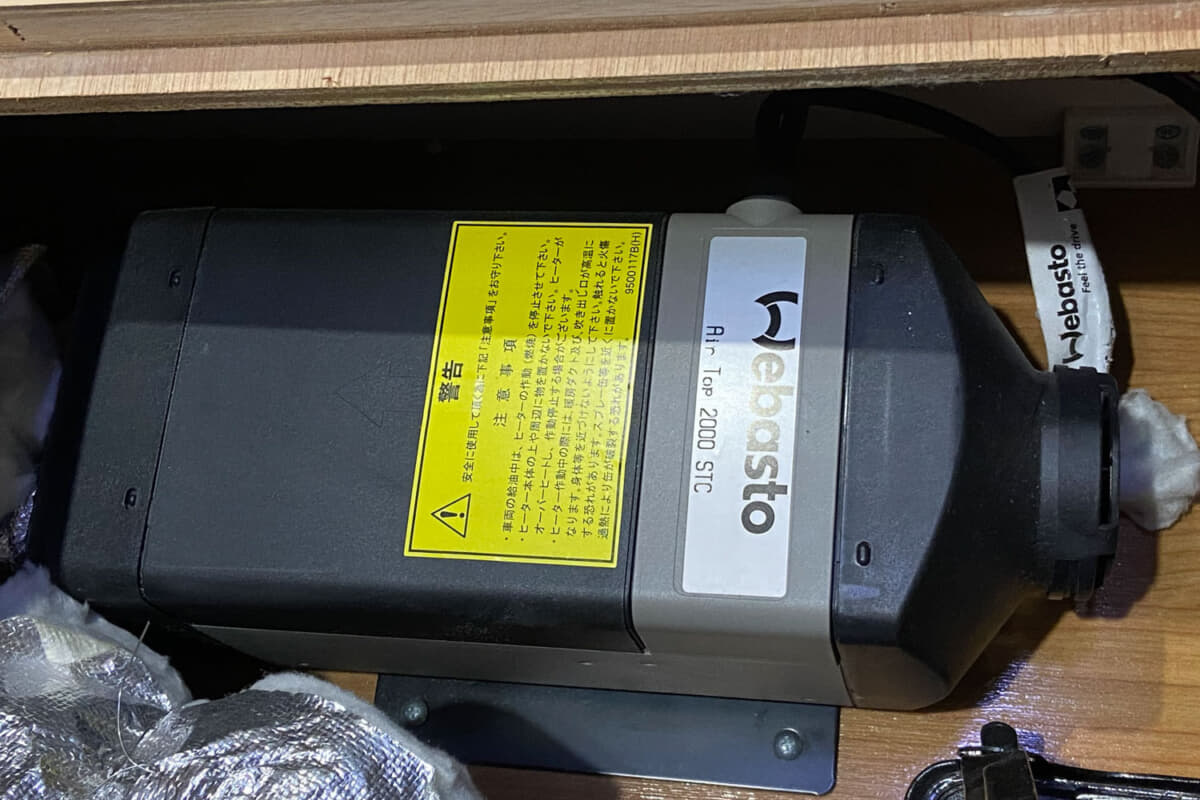 警告
安全に使用して頂く為に下記「注意事項」をお守り下さい。
注意事項
・車両の給油中は、ヒーターの作動(燃焼)を停止させて下さい。
・ヒーター本体の上や周辺に物を置かないで下さい。ヒーターが
オーバーヒートし、作動停止する場合がございます。
・ヒーター作動中の際には、暖房ダクト及び、吹き出し口が高温に
なります。身体等を近づけないようにして下さい。触れると火傷
する恐れがあります。スプレー缶等を近くに置かないで下さい。
過熱により缶が破裂する恐れがあります。
9500117B(H)
Webasto
Air Top 2000 STC
Webasto
Feel the drive